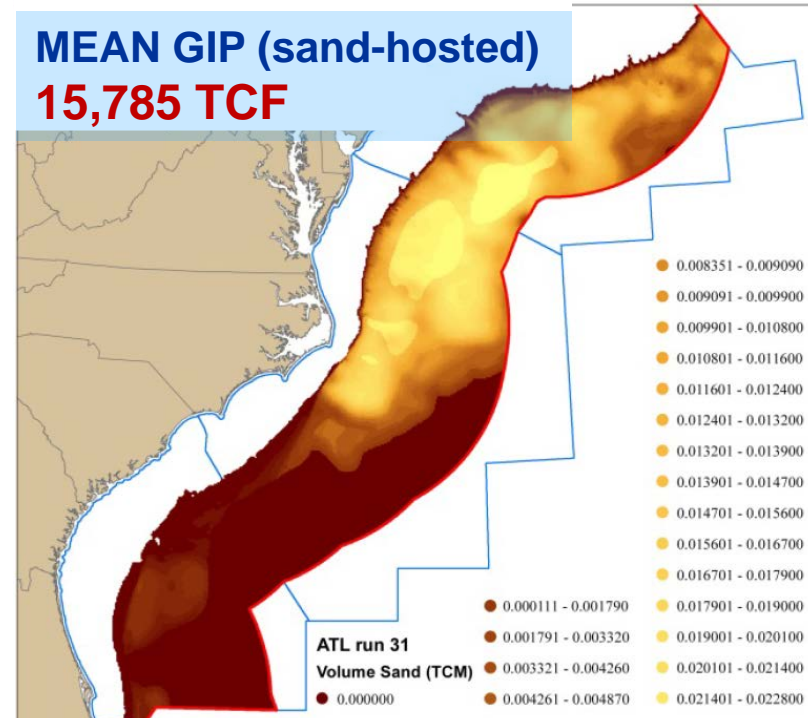 MEAN GIP (sand-hosted)
15,785 TCF
0.008351 - 0.009090
0.009091 - 0.009900
0.009901 - 0.010800
0.010801 - 0.011600
0.011601 - 0.012400
0.012401 - 0.013200
0.013201 - 0.013900
0.013901 - 0.014700
0.014701 - 0.015600
0.015601 - 0.016700
0.016701 - 0.017900
ATL run 31
Volume Sand (TCM)
0.000000
0.000111 - 0.001790
0.001791 - 0.003320
0.003321 - 0.004260
0.004261 - 0.004870
0.017901 - 0.019000
0.019001 - 0.020100
0.020101 - 0.021400
0.021401 - 0.022800